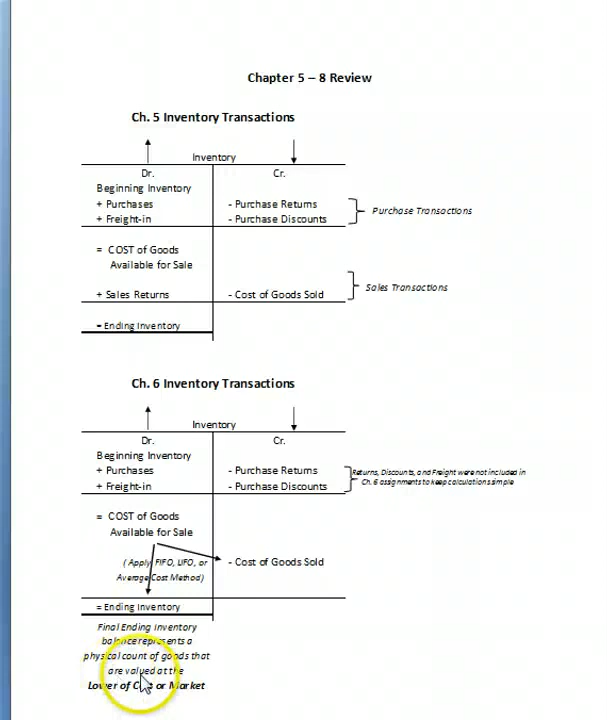 Chapter 5 – 8 Review
Ch. 5 Inventory Transactions
Inventory
Dr. Cr.
Beginning Inventory
+ Purchases - Purchase Returns
+ Freight-in - Purchase Discounts
Purchase Transactions
= COST of Goods
Available for Sale
Sales Transactions
+ Sales Returns - Cost of Goods Sold
= Ending Inventory
Ch. 6 Inventory Transactions
Inventory
Dr. Cr.
Beginning Inventory
+ Purchases - Purchase Returns
+ Freight-in - Purchase Discounts
Returns, Discounts, and Freight were not included in
Ch. 6 assignments to keep calculations simple
= COST of Goods
Available for Sale
( Apply FIFO, LIFO, or - Cost of Goods Sold
Average Cost Method)
= Ending Inventory
Final Ending Inventory
balance represents a
physical count of goods that
are valued at the
Lower of Cost or Market